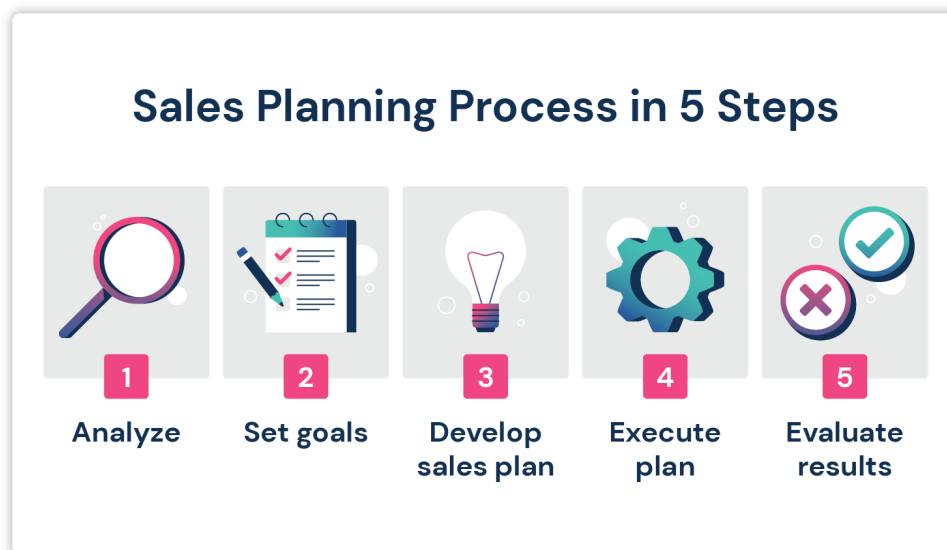 Sales Planning Process in 5 Steps
1
Analyze
2
Set goals
3
Develop
sales plan
4
Execute
plan
5
Evaluate
results